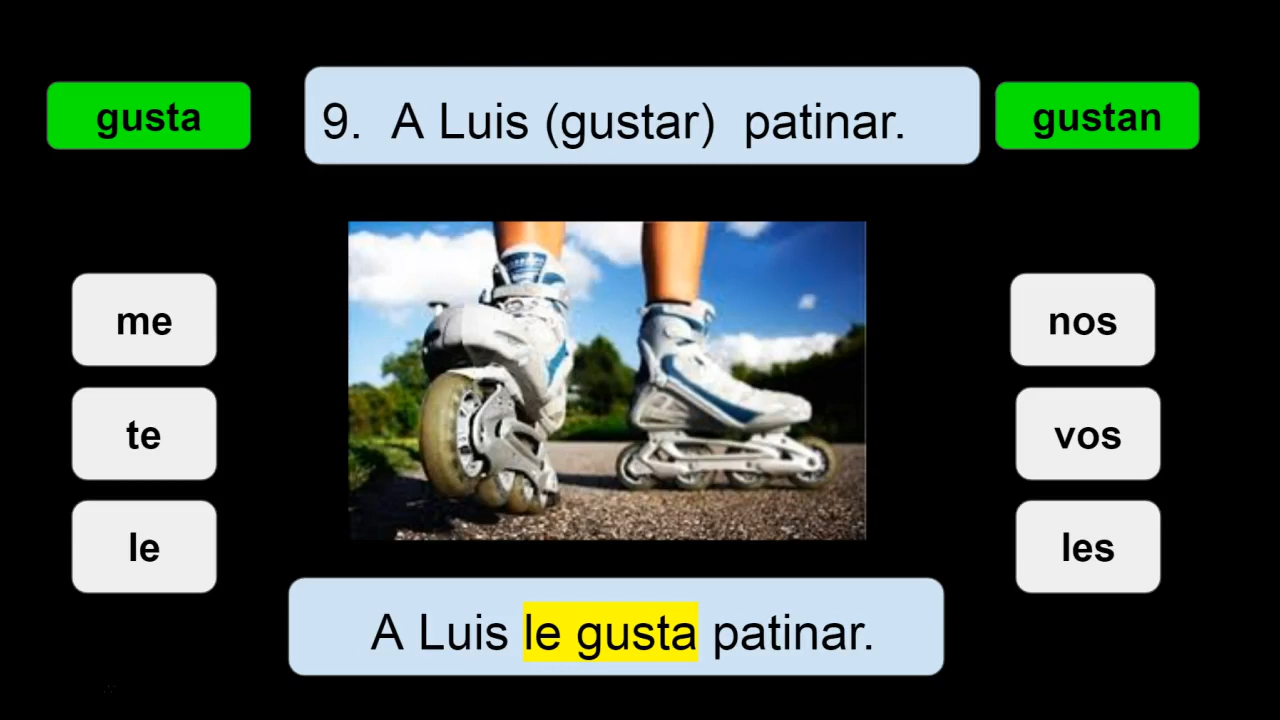 gusta
9. A Luis (gustar) patinar.
gustan
me
nos
te
vos
le
les
A Luis le gusta patinar.